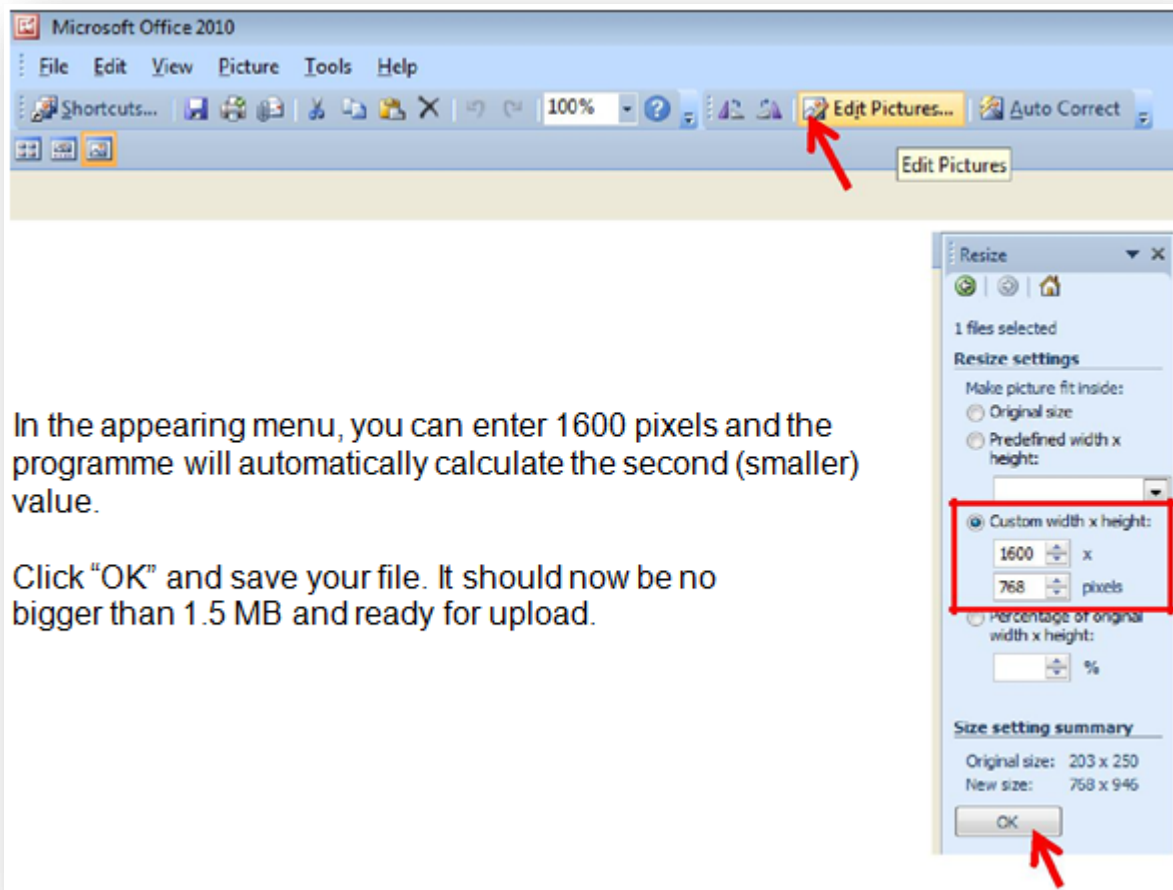 Microsoft Office 2010
File Edit View Picture Tools Help
Shortcuts... 100% Edit Pictures... Auto Correct
Edit Pictures
Resize
1 files selected
Resize settings
Make picture fit inside:
Original size
Predefined width x
height:
Custom width x height:
1600 x
768 pixels
Percentage of original
width x height:
%
Size setting summary
Original size: 203 x 250
New size: 768 x 946
OK
In the appearing menu, you can enter 1600 pixels and the
programme will automatically calculate the second (smaller)
value.
Click “OK” and save your file. It should now be no
bigger than 1.5 MB and ready for upload.